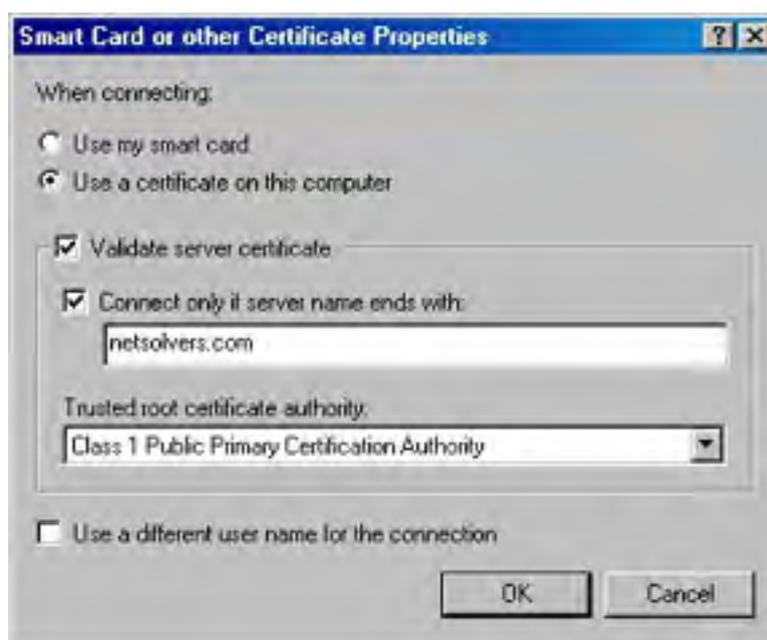 Smart Card or other Certificate Properties
When connecting:
Use my smart card
Use a certificate on this computer
Validate server certificate
Connect only if server name ends with:
netsolvers.com
Trusted root certificate authority:
Class 1 Public Primary Certification Authority
Use a different user name for the connection
OK Cancel